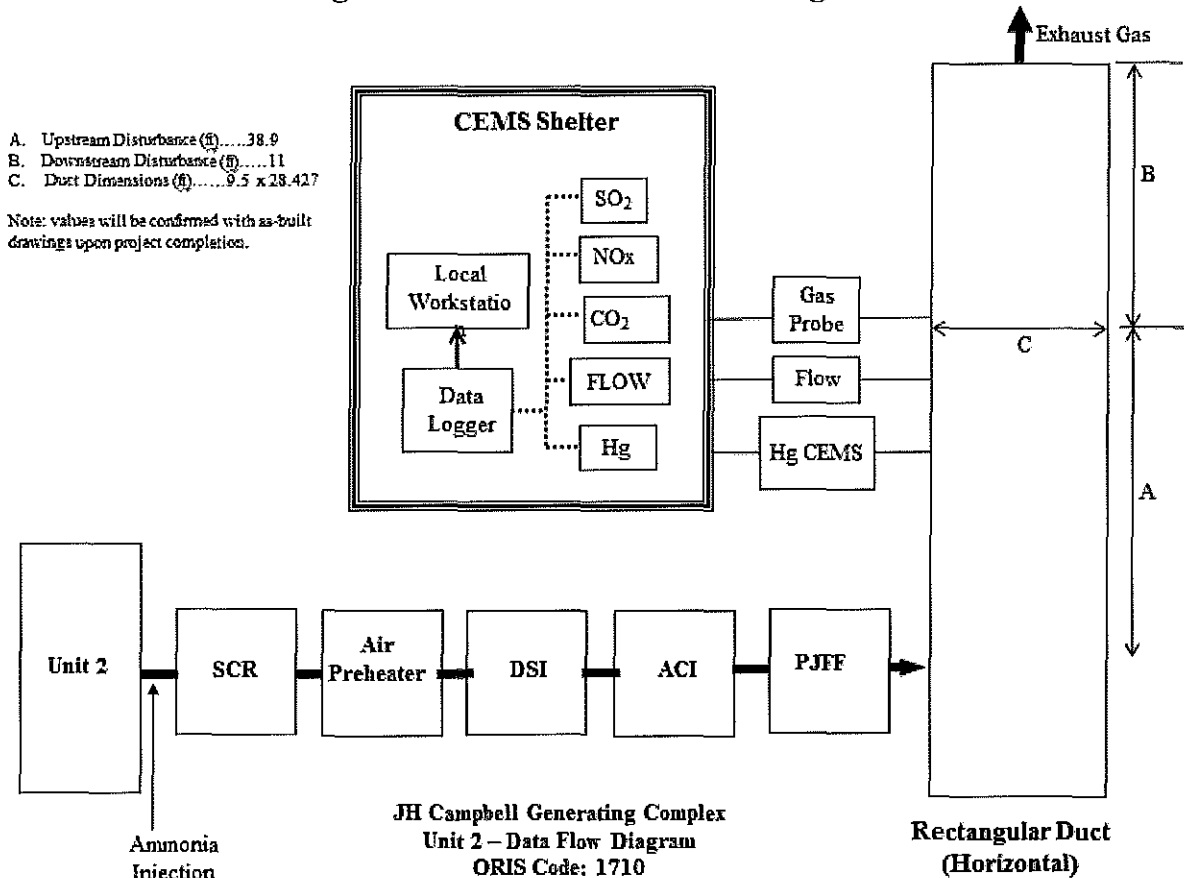 Exhaust Gas
CEMS Shelter
A. Upstream Disturbance (ft).....38.9
B. Downstream Disturbance (ft).....11
C. Duct Dimensions (ft)......9.5 x 28.427
Note: values will be confirmed with as-built
drawings upon project completion.
SO₂
NOx
CO₂
FLOW
Hg
Local
Workstatio
n
Data
Logger
Gas
Probe
Flow
Hg CEMS
B
C
A
Unit 2
SCR
Air
Preheater
DSI
ACI
PJFF
Ammonia
Injection
JH Campbell Generating Complex
Unit 2 – Data Flow Diagram
ORIS Code: 1710
Rectangular Duct
(Horizontal)